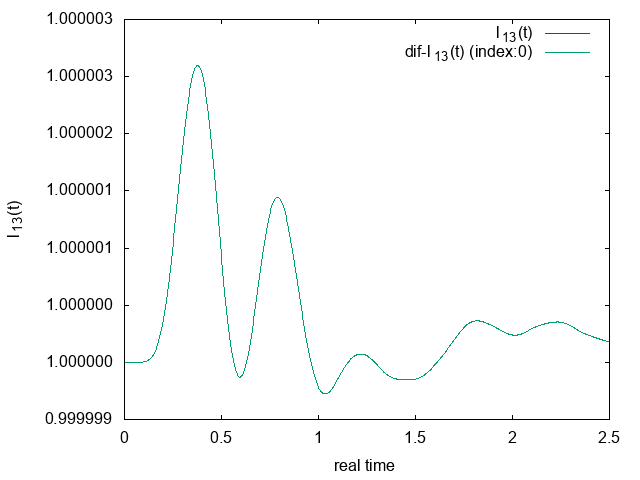 1.000003
1.000003
1.000002
1.000001
1.000001
1.000000
1.000000
0.999999
I13(t)
I13(t)
dif-I13(t) (index:0)
0 0.5 1 1.5 2 2.5
real time